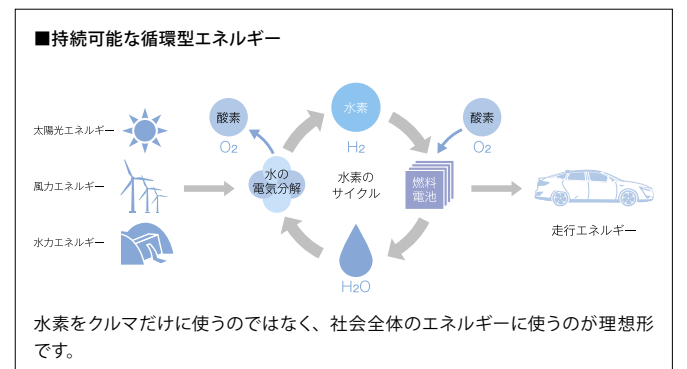 ■持続可能な循環型エネルギー
太陽光エネルギー
風力エネルギー
水力エネルギー
酸素
O2
水の
電気分解
水素
H2
水素の
サイクル
H2O
酸素
O2
燃料
電池
走行エネルギー
水素をクルマだけに使うのではなく、社会全体のエネルギーに使うのが理想形
です。